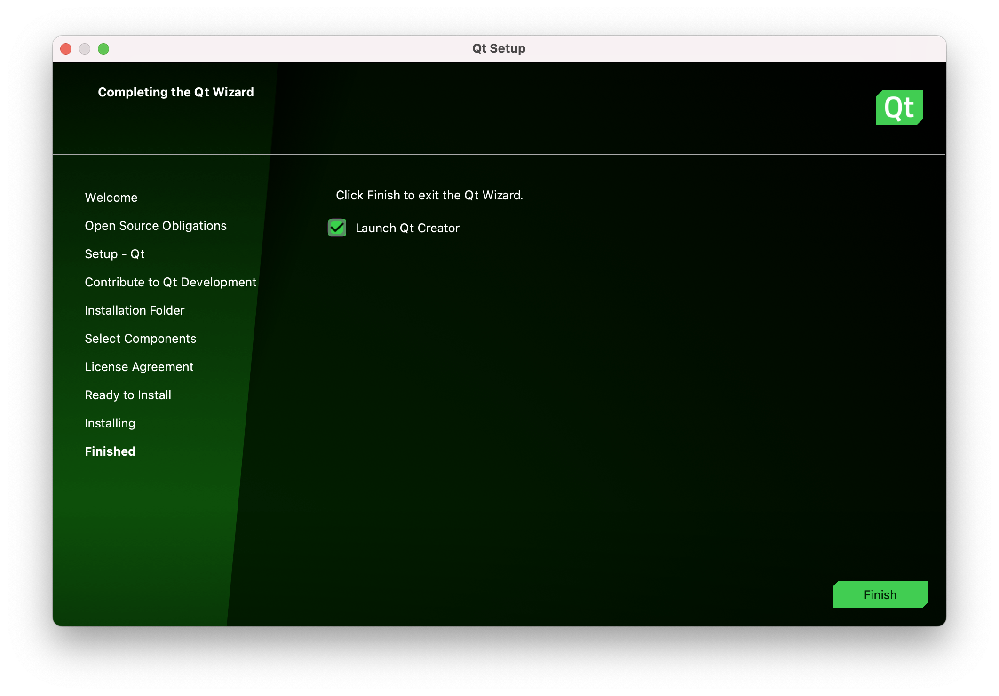 Qt Setup
Completing the Qt Wizard
Qt
Welcome
Open Source Obligations
Setup - Qt
Contribute to Qt Development
Installation Folder
Select Components
License Agreement
Ready to Install
Installing
Finished
Click Finish to exit the Qt Wizard.
Launch Qt Creator
Finish